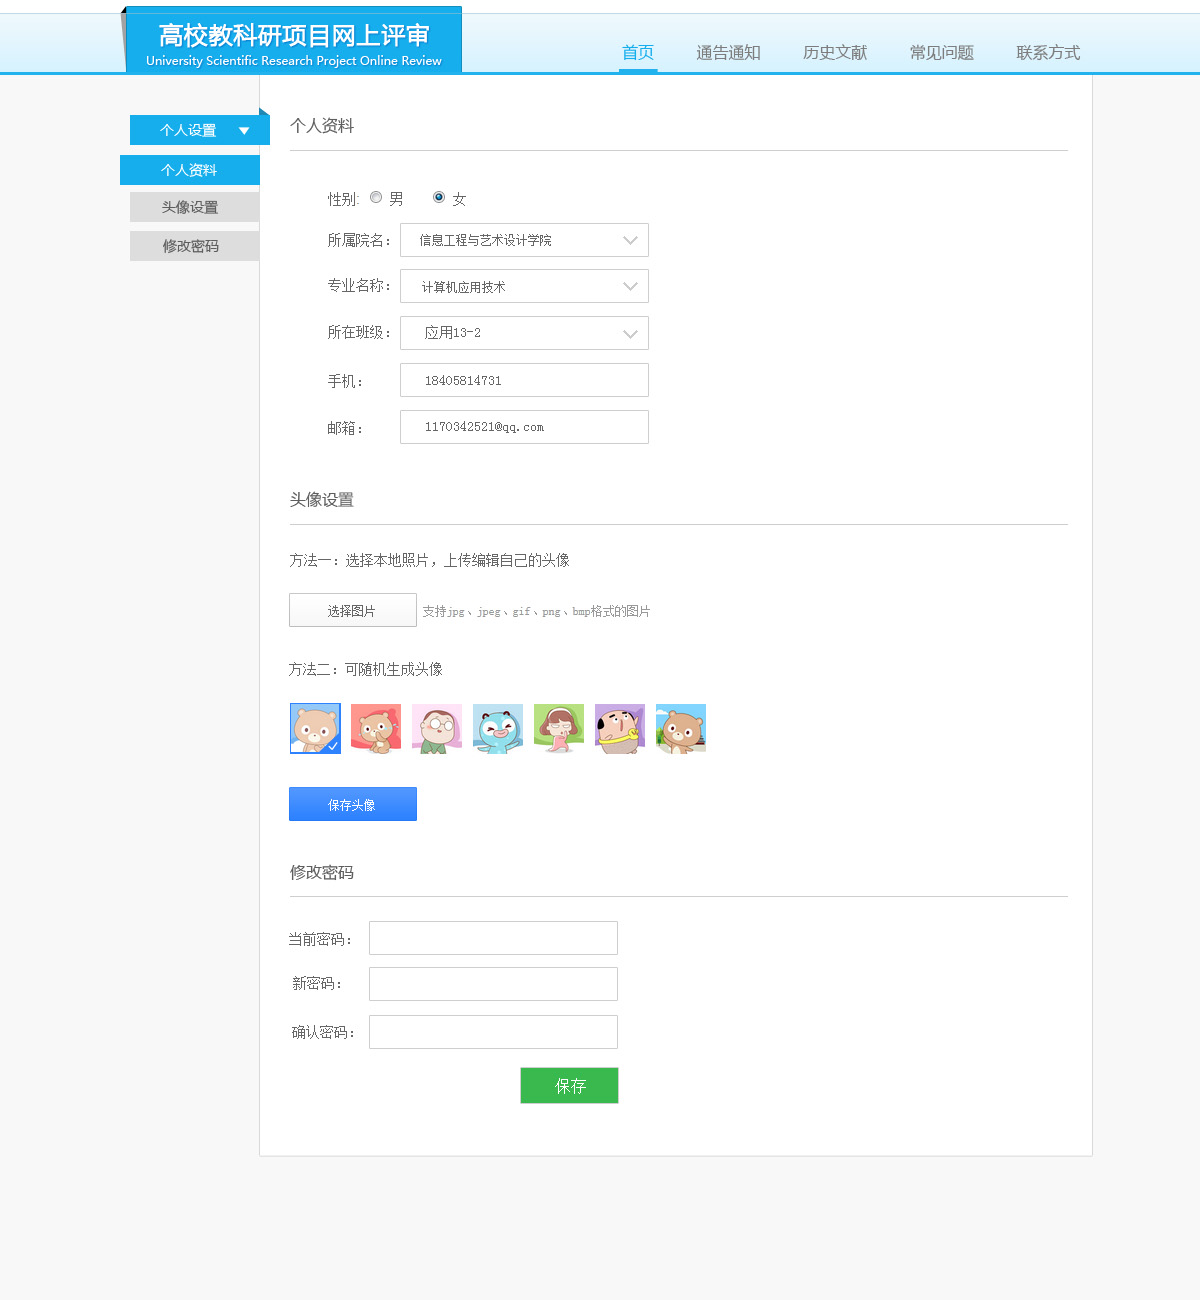 高校教科研项目网上评审
University Scientific Research Project Online Review
首页 通告通知 历史文献 常见问题 联系方式
个人设置
个人资料
头像设置
修改密码
个人资料
性别: 男 女
所属院名： 信息工程与艺术设计学院
专业名称： 计算机应用技术
所在班级： 应用13-2
手机： 18405814731
邮箱： 1170342521@qq.com
头像设置
方法一：选择本地照片，上传编辑自己的头像
选择图片 支持jpg、jpeg、gif、png、bmp格式的图片
方法二：可随机生成头像
保存头像
修改密码
当前密码：
新密码：
确认密码：
保存